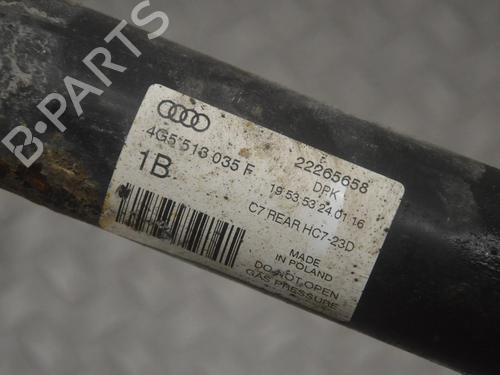 4G5 513 035 F
22265658
1B
DPK
19 53 53 24 01 16
C7 REAR HC7-23D
MADE
IN POLAND
DO NOT OPEN
GAS PRESSURE
B-PARTS